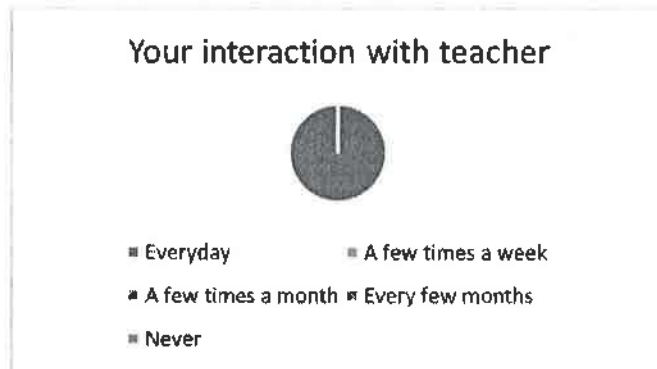 Your interaction with teacher
Everyday
A few times a week
A few times a month
Every few months
Never